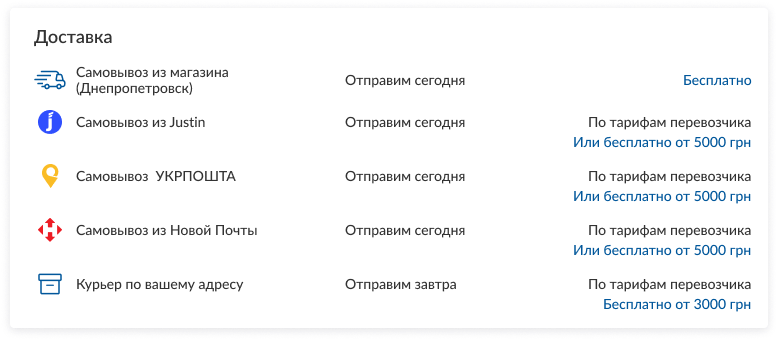 Доставка
Самовывоз из магазина
(Днепропетровск)
Отправим сегодня
Бесплатно
Самовывоз из Justin
Отправим сегодня
По тарифам перевозчика
Или бесплатно от 5000 грн
Самовывоз  УКРПОШТА
Отправим сегодня
По тарифам перевозчика
Или бесплатно от 5000 грн
Самовывоз из Новой Почты
Отправим сегодня
По тарифам перевозчика
Или бесплатно от 5000 грн
Курьер по вашему адресу
Отправим завтра
По тарифам перевозчика
Бесплатно от 3000 грн